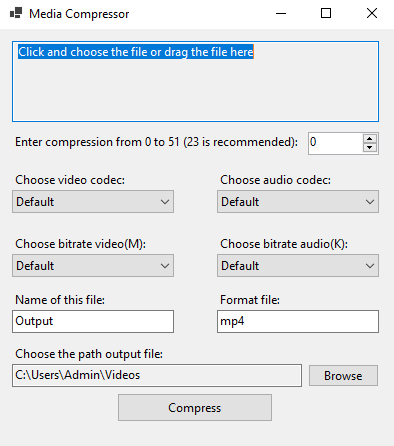 Media Compressor
Click and choose the file or drag the file here
Enter compression from 0 to 51 (23 is recommended): 0
Choose video codec: Choose audio codec:
Default Default
Choose bitrate video(M): Choose bitrate audio(K):
Default Default
Name of this file: Format file:
Output mp4
Choose the path output file:
C:\Users\Admin\Videos Browse
Compress